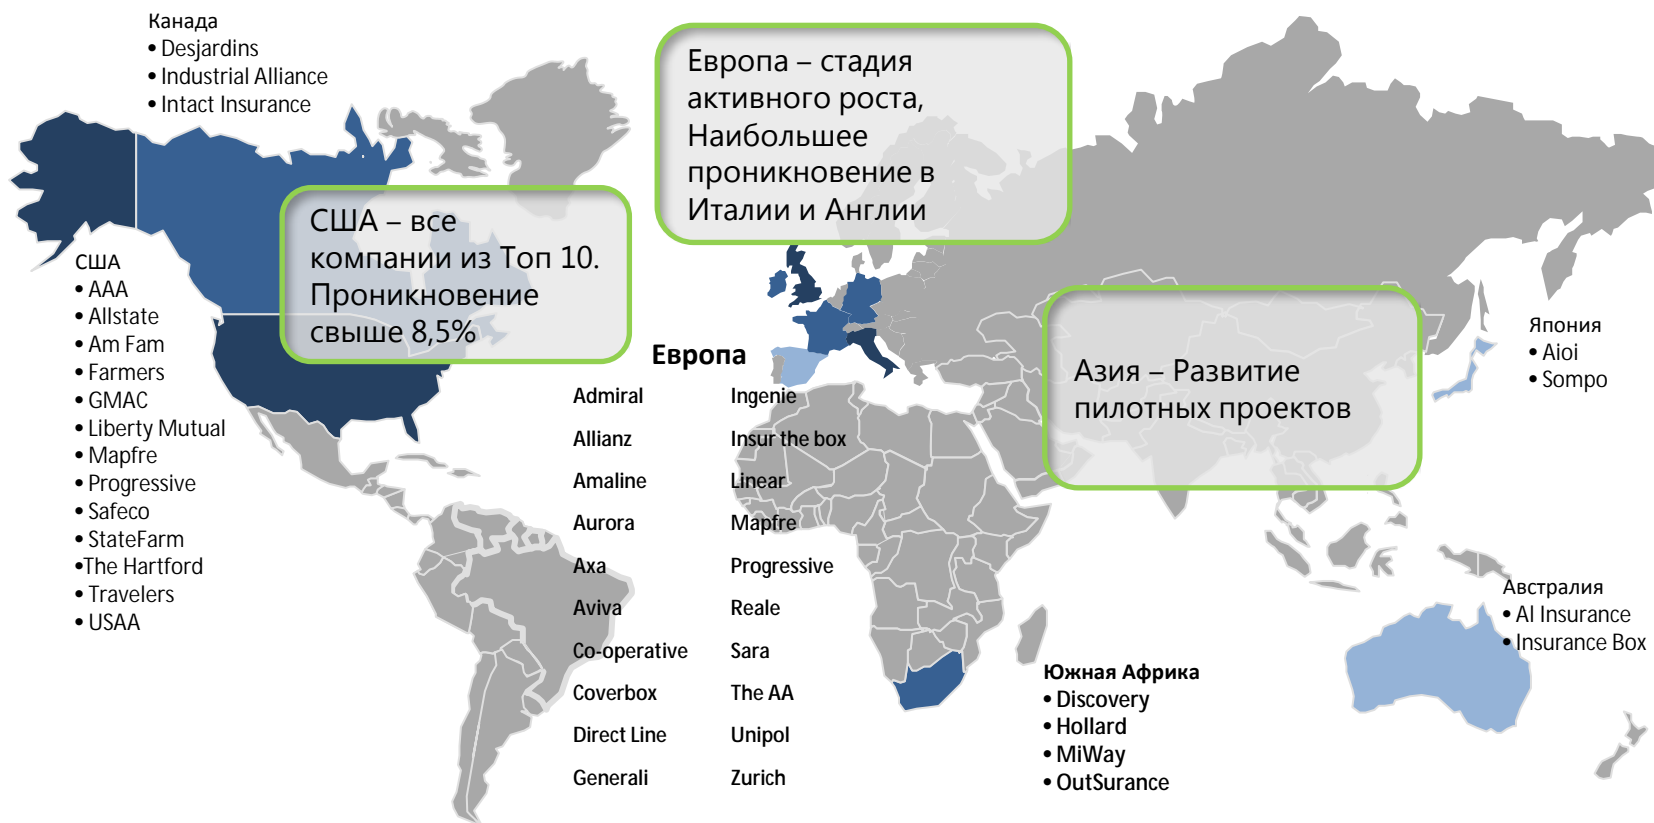 Канада
• Desjardins
• Industrial Alliance
• Intact Insurance
Европа – стадия
активного роста,
Наибольшее
проникновение в
Италии и Англии
США – все
компании из Топ 10.
Проникновение
свыше 8,5%
США
• AAA
• Allstate
• Am Fam
• Farmers
• GMAC
• Liberty Mutual
• Mapfre
• Progressive
• Safeco
• StateFarm
•The Hartford
• Travelers
• USAA
Европа
Admiral Ingenie
Allianz Insur the box
Amaline Linear
Aurora Mapfre
Axa Progressive
Aviva Reale
Co-operative Sara
Coverbox The AA
Direct Line Unipol
Generali Zurich
Азия – Развитие
пилотных проектов
Япония
• Aioi
• Sompo
Австралия
• AI Insurance
• Insurance Box
Южная Африка
• Discovery
• Hollard
• MiWay
• OutSurance